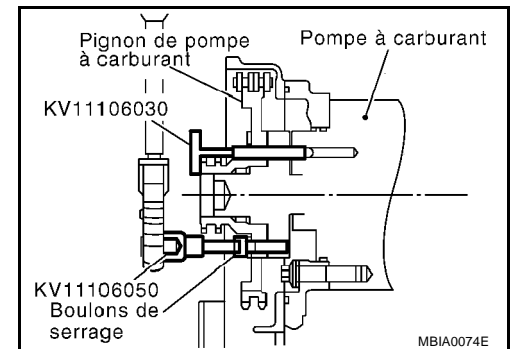 Pignon de pompe
à carburant
Pompe à carburant
KV11106030
KV11106050
Boulons de
serrage
MBIA0074E